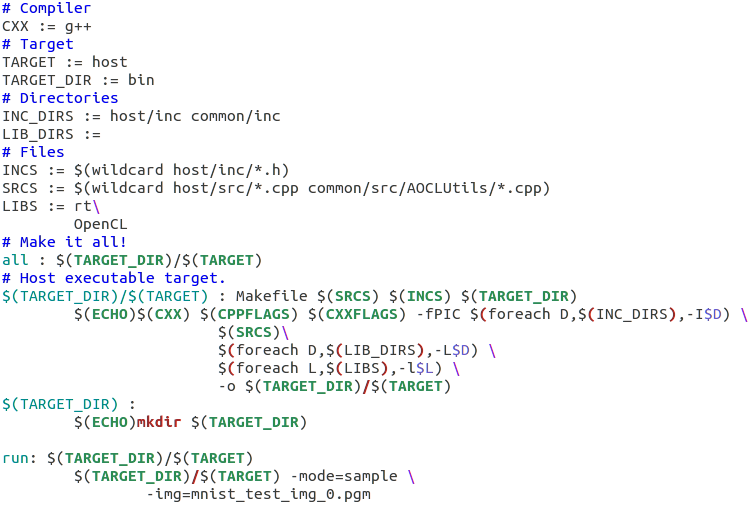 # Compiler
CXX := g++
# Target
TARGET := host
TARGET_DIR := bin
# Directories
INC_DIRS := host/inc common/inc
LIB_DIRS :=
# Files
INCS := $(wildcard host/inc/*.h)
SRCS := $(wildcard host/src/*.cpp common/src/AOCLUtils/*.cpp)
LIBS := rt\
        OpenCL
# Make it all!
all : $(TARGET_DIR)/$(TARGET)
# Host executable target.
$(TARGET_DIR)/$(TARGET) : Makefile $(SRCS) $(INCS) $(TARGET_DIR)
        $(ECHO)$(CXX) $(CPPFLAGS) $(CXXFLAGS) -fPIC $(foreach D,$(INC_DIRS),-I$D) \
                        $(SRCS)\
                        $(foreach D,$(LIB_DIRS),-L$D) \
                        $(foreach L,$(LIBS),-l$L) \
                        -o $(TARGET_DIR)/$(TARGET)
$(TARGET_DIR) :
        $(ECHO)mkdir $(TARGET_DIR)

run: $(TARGET_DIR)/$(TARGET)
        $(TARGET_DIR)/$(TARGET) -mode=sample \
                -img=mnist_test_img_0.pgm